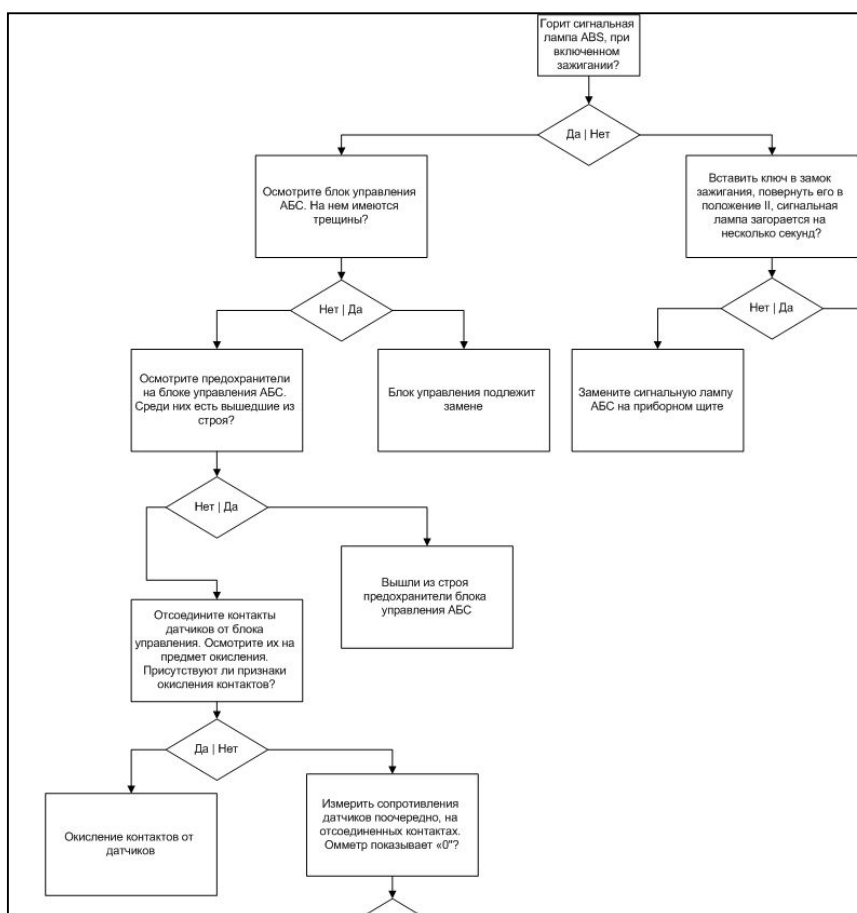 Горит сигнальная
лампа ABS, при
включенном
зажигании?
Да | Нет
Осмотрите блок управления
АБС. На нем имеются
трещины?
Вставить ключ в замок
зажигания, повернуть его в
положение II, сигнальная
лампа загорается на
несколько секунд?
Нет | Да
Нет | Да
Осмотрите предохранители
на блоке управления АБС.
Среди них есть вышедшие из
строя?
Блок управления подлежит
замене
Замените сигнальную лампу
АБС на приборном щите
Нет | Да
Вышли из строя
предохранители блока
управления АБС
Отсоедините контакты
датчиков от блока
управления. Осмотрите их на
предмет окисления.
Присутствуют ли признаки
окисления контактов?
Да | Нет
Окисление контактов от
датчиков
Измерить сопротивления
датчиков поочередно, на
отсоединенных контактах.
Омметр показывает «0"?